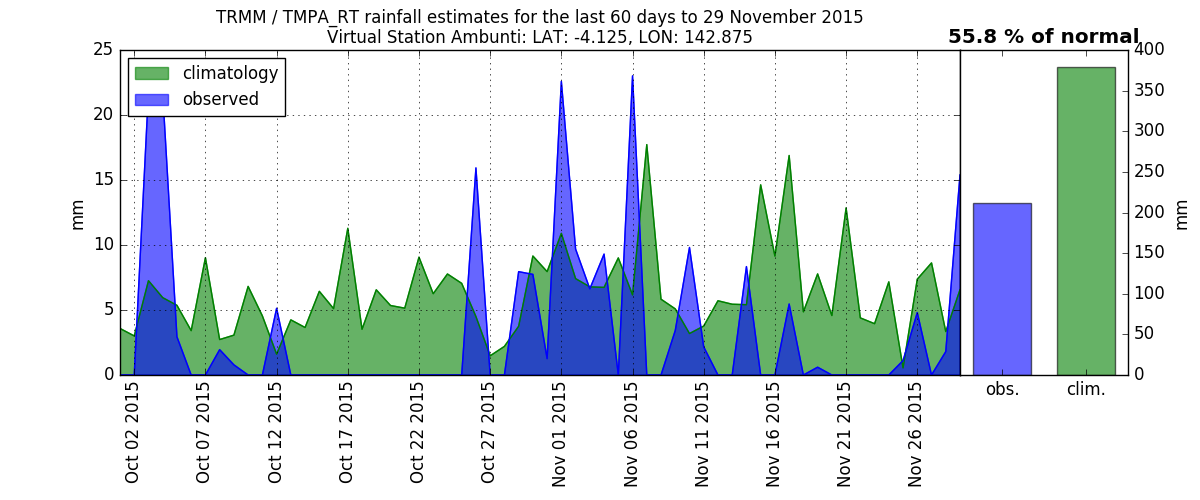 TRMM / TMPA_RT rainfall estimates for the last 60 days to 29 November 2015
Virtual Station Ambunti: LAT: -4.125, LON: 142.875
55.8 % of normal
climatology
observed
mm
25
20
15
10
5
0
Oct 02 2015
Oct 07 2015
Oct 12 2015
Oct 17 2015
Oct 22 2015
Oct 27 2015
Nov 01 2015
Nov 06 2015
Nov 11 2015
Nov 16 2015
Nov 21 2015
Nov 26 2015
obs.
clim.
400
350
300
250
200
150
100
50
0
mm